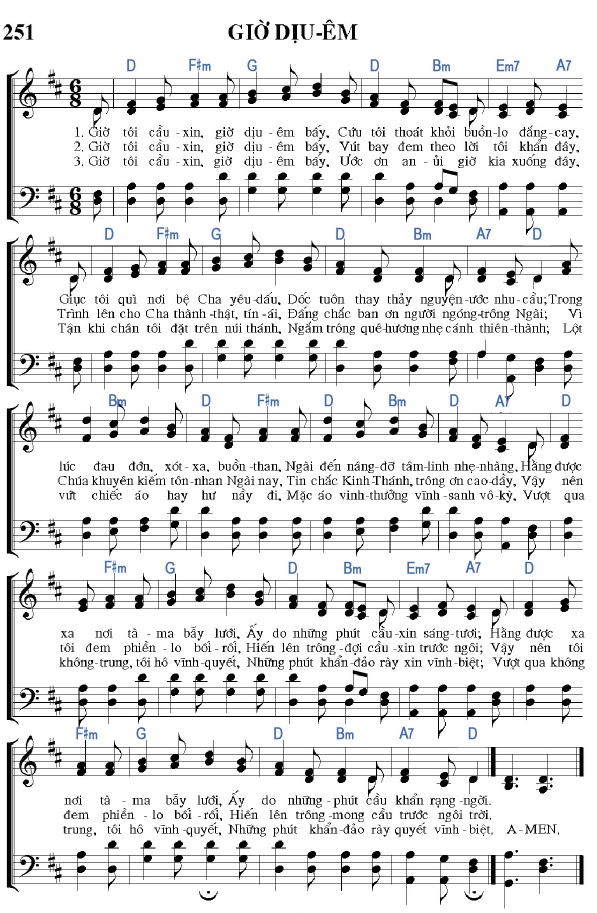 251 GIỜ DỊU-ÊM
D F#m G D Bm Em7 A7
1. Giờ tôi cầu-xin, giờ dịu-êm bấy, Cứu tôi thoát khỏi buồn-lo đắng-cay,
2. Giờ tôi cầu-xin, giờ dịu-êm bấy, Vút bay đem theo lời tôi khẩn đây,
3. Giờ tôi cầu-xin, giờ dịu-êm bấy, Ước ơn an-ủi giờ kia xuống đây,
D F#m G D Bm A7 D
Giục tôi quì nơi bệ Cha yêu-dấu, Dốc tuôn thay thảy nguyện-ước nhu-cầu; Trong
Trình lên cho Cha thành-thật, tín-ái, Đấng chắc ban ơn người ngóng-trông Ngài; Vì
Tận khi chân tôi đặt trên núi thánh, Ngắm trông quê-hương nhẹ cánh thiên-thành; Lột
Bm D F#m D Bm D A7 D
lúc đau đớn, xót-xa, buồn-than, Ngài đến nâng-đỡ tâm-linh nhẹ-nhàng, Hằng được
Chúa khuyên kiếm tôn-nhan Ngài nay, Tin chắc Kinh-Thánh, trông ơn cao-dầy, Vậy nên
vứt chiếc áo hay hư nầy đi, Mặc áo vinh-thưởng vĩnh-sanh vô-kỳ, Vượt qua
F#m G D Bm Em7 A7 D
xa nơi tà-ma bẫy lưới, Ấy do những phút cầu-xin sáng-tươi; Hằng được xa
tôi đem phiền-lo bối-rối, Hiến lên trông-đợi cầu-xin trước ngôi; Vậy nên tôi
không-trung, tôi hô vĩnh-quyết, Những phút khẩn-đảo rày xin vĩnh-biệt; Vượt qua không
F#m G D Bm A7 D
nơi tà-ma bẫy lưới, Ấy do những-phút cầu khẩn rạng-ngời.
đem phiền-lo bối-rối, Hiến lên trông-mong cầu trước ngôi trời.
trung, tôi hô vĩnh-quyết, Những phút khẩn-đảo rày quyết vĩnh-biệt. A-MEN.